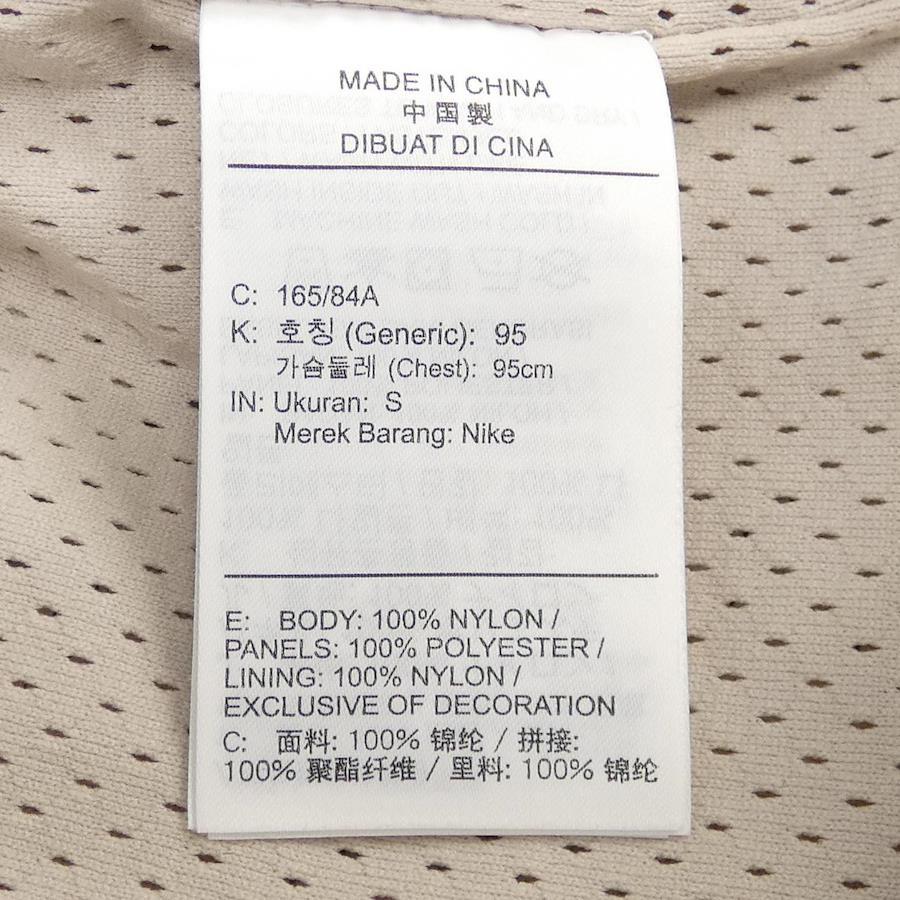 MADE IN CHINA
中国製
DIBUAT DI CINA
C: 165/84A
K: 호칭 (Generic): 95
가슴둘레 (Chest): 95cm
IN: Ukuran: S
Merek Barang: Nike
E: BODY: 100% NYLON /
PANELS: 100% POLYESTER /
LINING: 100% NYLON /
EXCLUSIVE OF DECORATION
C: 面料: 100% 锦纶 / 拼接:
100% 聚酯纤维 / 里料: 100% 锦纶